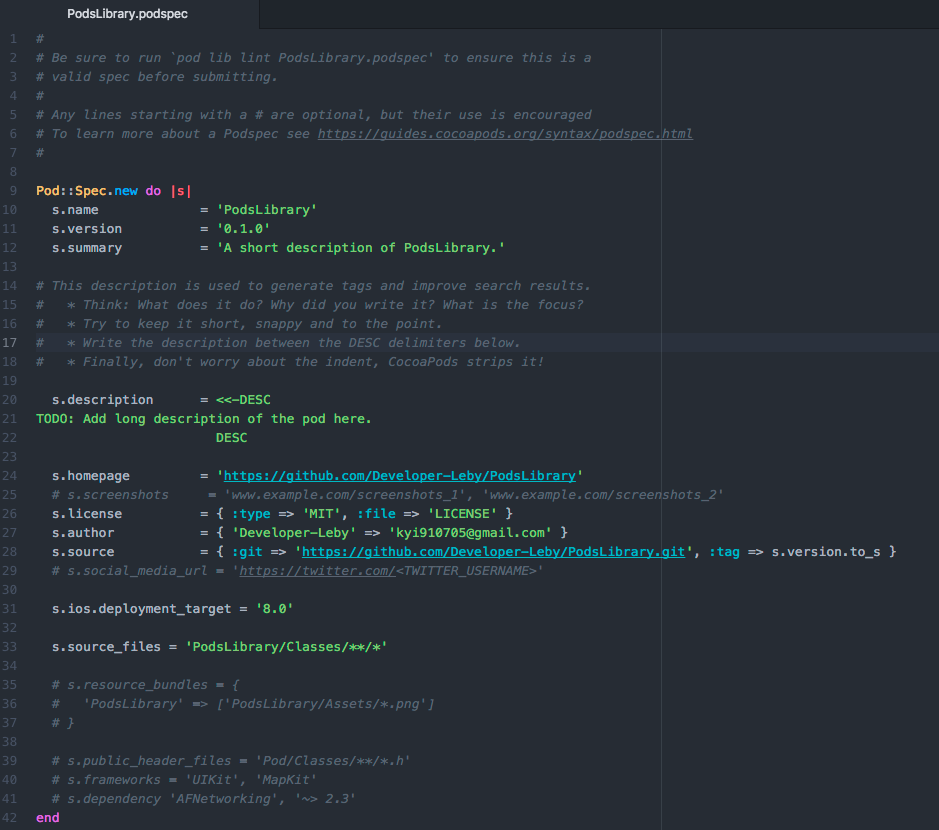 PodsLibrary.podspec
1 #
2 # Be sure to run `pod lib lint PodsLibrary.podspec' to ensure this is a
3 # valid spec before submitting.
4 #
5 # Any lines starting with a # are optional, but their use is encouraged
6 # To learn more about a Podspec see https://guides.cocoapods.org/syntax/podspec.html
7 #
8
9 Pod::Spec.new do |s|
10   s.name             = 'PodsLibrary'
11   s.version          = '0.1.0'
12   s.summary          = 'A short description of PodsLibrary.'
13
14 # This description is used to generate tags and improve search results.
15 #   * Think: What does it do? Why did you write it? What is the focus?
16 #   * Try to keep it short, snappy and to the point.
17 #   * Write the description between the DESC delimiters below.
18 #   * Finally, don't worry about the indent, CocoaPods strips it!
19
20   s.description      = <<-DESC
21 TODO: Add long description of the pod here.
22                        DESC
23
24   s.homepage         = 'https://github.com/Developer-Leby/PodsLibrary'
25   # s.screenshots     = 'www.example.com/screenshots_1', 'www.example.com/screenshots_2'
26   s.license          = { :type => 'MIT', :file => 'LICENSE' }
27   s.author           = { 'Developer-Leby' => 'kyi910705@gmail.com' }
28   s.source           = { :git => 'https://github.com/Developer-Leby/PodsLibrary.git', :tag => s.version.to_s }
29   # s.social_media_url = 'https://twitter.com/<TWITTER_USERNAME>'
30
31   s.ios.deployment_target = '8.0'
32
33   s.source_files = 'PodsLibrary/Classes/**/*'
34
35   # s.resource_bundles = {
36   #   'PodsLibrary' => ['PodsLibrary/Assets/*.png']
37   # }
38
39   # s.public_header_files = 'Pod/Classes/**/*.h'
40   # s.frameworks = 'UIKit', 'MapKit'
41   # s.dependency 'AFNetworking', '~> 2.3'
42 end